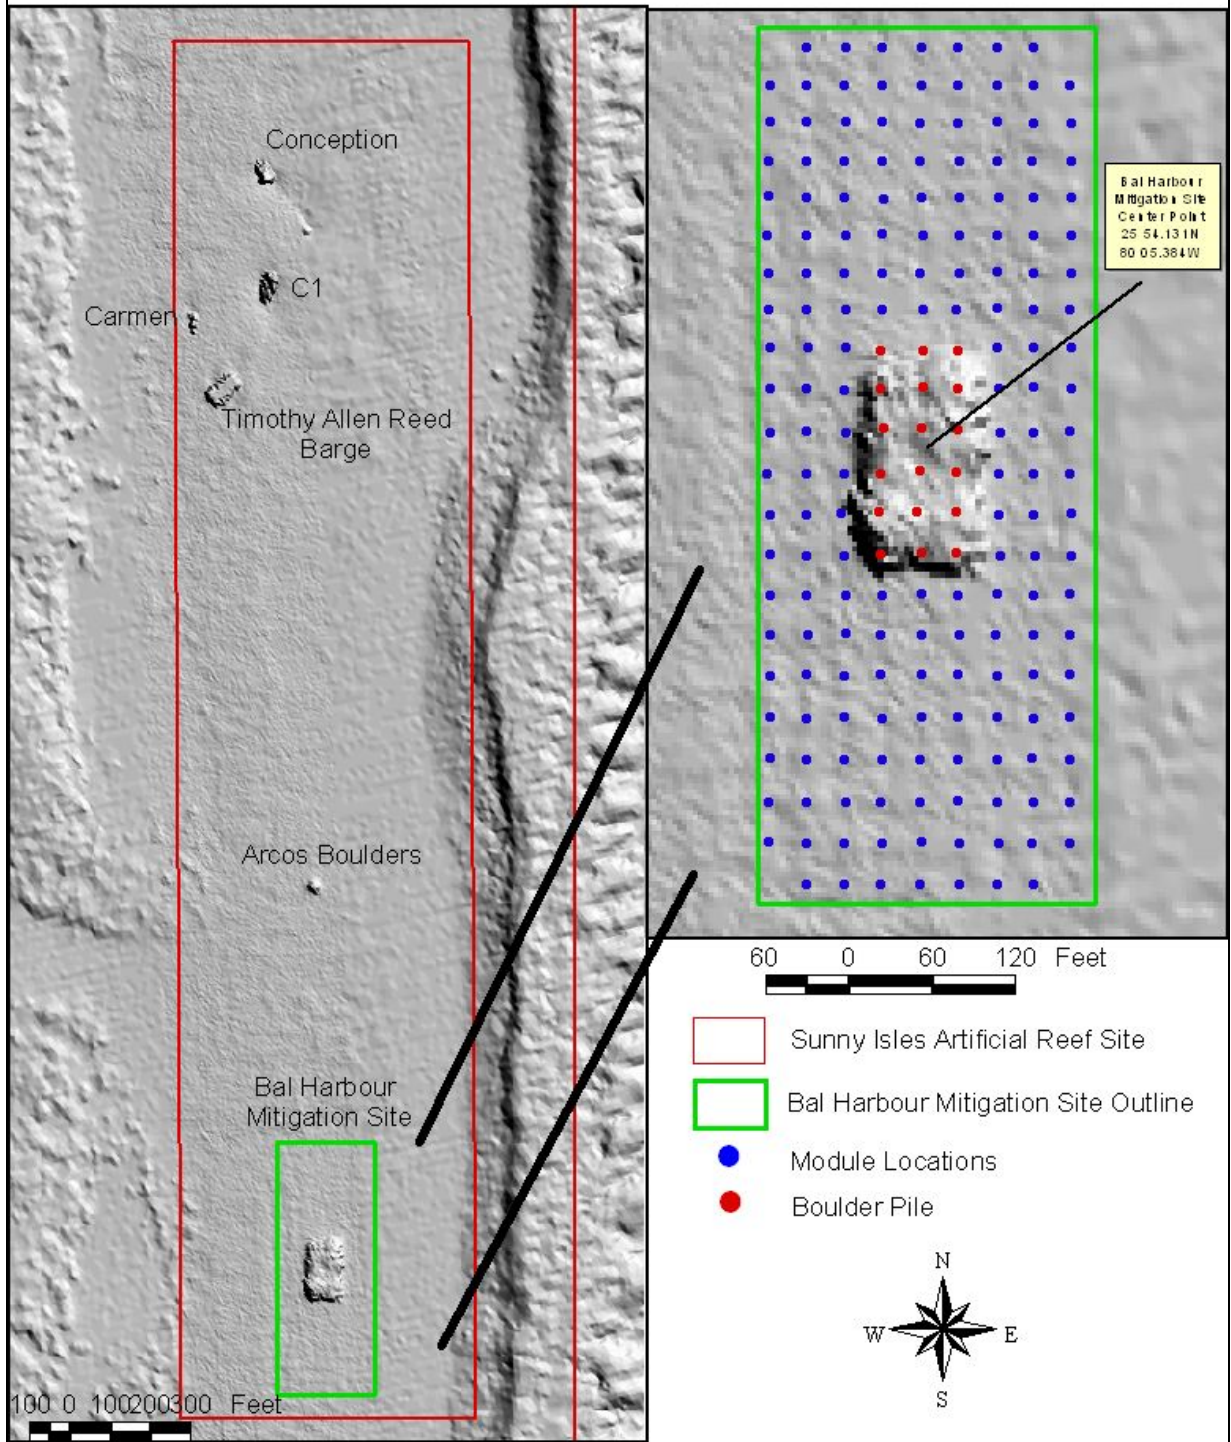 Conception
C1
Carmen
Timothy Allen Reed
Barge
Arcos Boulders
Bal Harbour
Mitigation Site
100 0 100200300 Feet
Bal Harbour
Mitigation Site
Center Point
25 54.131N
80 05.384W
60 0 60 120 Feet
Sunny Isles Artificial Reef Site
Bal Harbour Mitigation Site Outline
Module Locations
Boulder Pile
N
W E
S